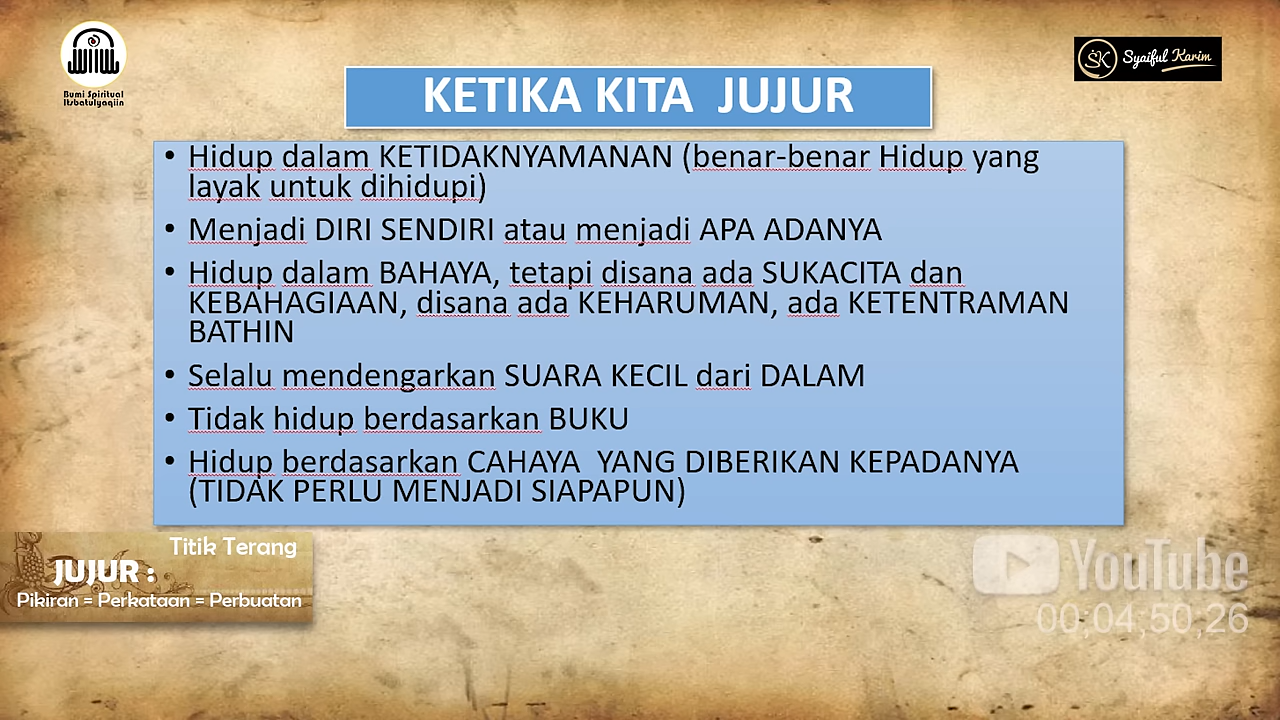 Bumi Spiritual
Itsbatulyaqiin
SK Syaiful Karim
KETIKA KITA JUJUR
• Hidup dalam KETIDAKNYAMANAN (benar-benar Hidup yang
layak untuk dihidupi)
• Menjadi DIRI SENDIRI atau menjadi APA ADANYA
• Hidup dalam BAHAYA, tetapi disana ada SUKACITA dan
KEBAHAGIAAN, disana ada KEHARUMAN, ada KETENTRAMAN
BATHIN
• Selalu mendengarkan SUARA KECIL dari DALAM
• Tidak hidup berdasarkan BUKU
• Hidup berdasarkan CAHAYA YANG DIBERIKAN KEPADANYA
(TIDAK PERLU MENJADI SIAPAPUN)
Titik Terang
JUJUR :
Pikiran = Perkataan = Perbuatan
YouTube
00;04;50;26